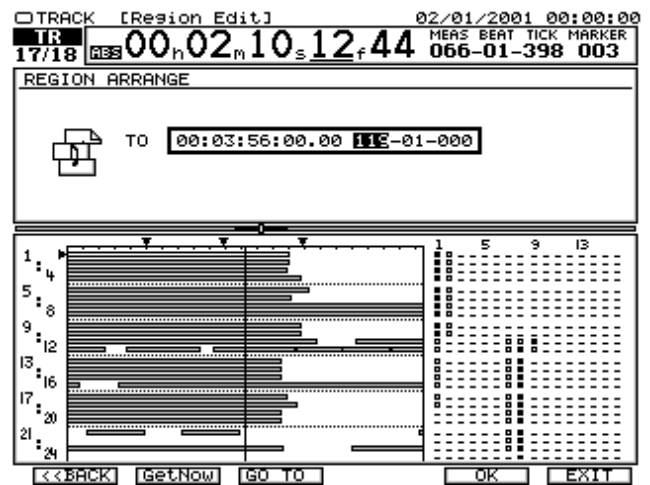 TRACK [Region Edit] 02/01/2001 00:00:00
TR 17/18 ABS 00h02m10s12f44 MEAS BEAT TICK MARKER
066-01-398 003
REGION ARRANGE
TO 00:03:56:00.00 119-01-000
1 5 9 13
1
:4
5
:8
9
:12
13
:16
17
:20
21
:24
<<BACK GetNow GO TO OK EXIT